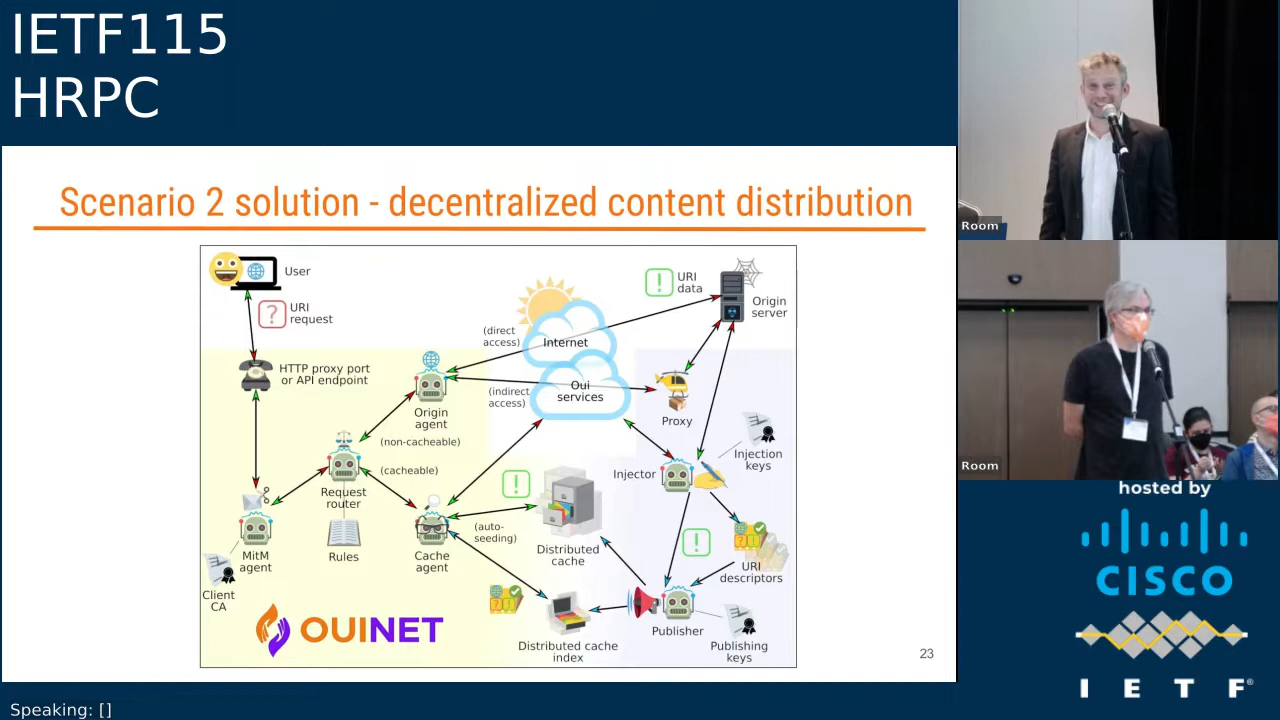 IETF115
HRPC
Scenario 2 solution - decentralized content distribution
User
? URI
request
HTTP proxy port
or API endpoint
(direct
access)
Internet
! URI
data
Origin
server
(indirect
access)
Oui
services
Origin
agent
Proxy
(non-cacheable)
(cacheable)
Request
router
Injector
Injection
keys
!
(auto-
seeding)
MitM
agent
Rules
Cache
agent
Distributed
cache
!
URI
descriptors
Client
CA
OUINET
Publisher
Distributed cache
index
Publishing
keys
23
Room
Room
hosted by
CISCO
I E T F®
Speaking: []